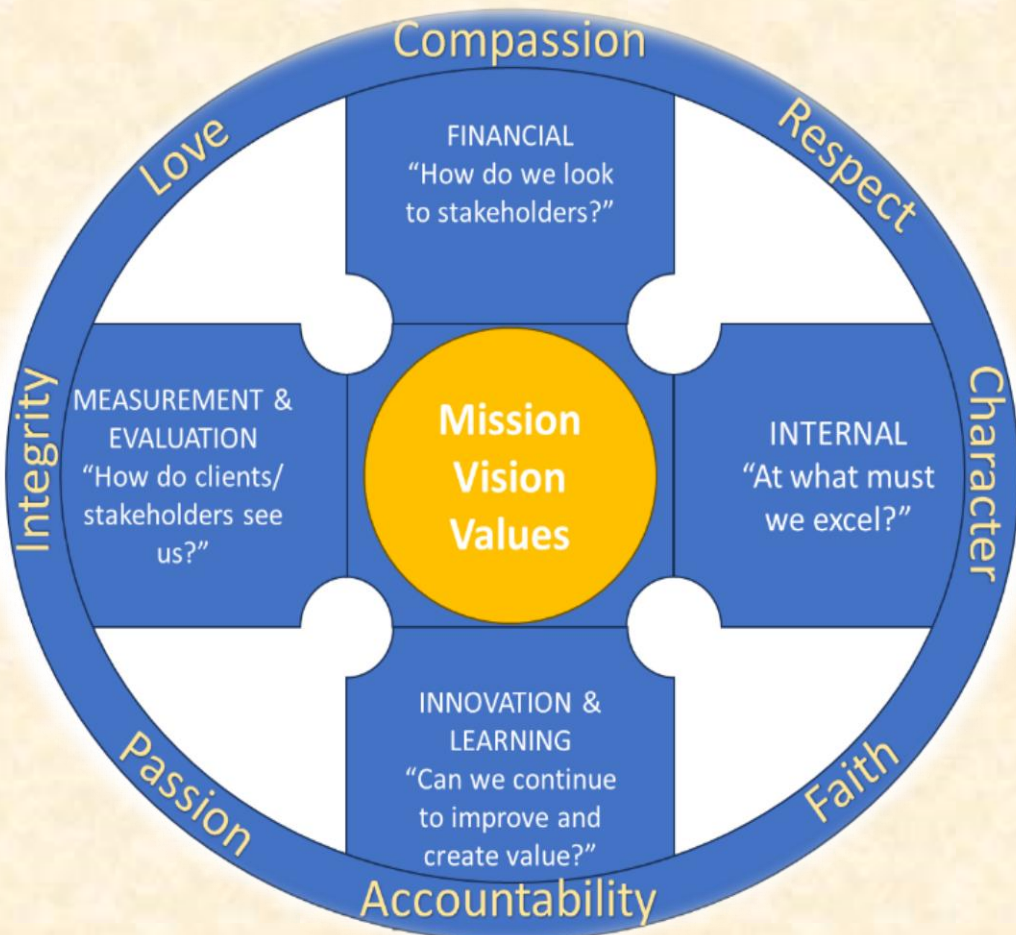 Compassion
Love
Respect
FINANCIAL
“How do we look
to stakeholders?”
Integrity
MEASUREMENT &
EVALUATION
“How do clients/
stakeholders see
us?”
Mission
Vision
Values
INTERNAL
“At what must
we excel?”
Character
INNOVATION &
LEARNING
“Can we continue
to improve and
create value?”
Passion
Faith
Accountability